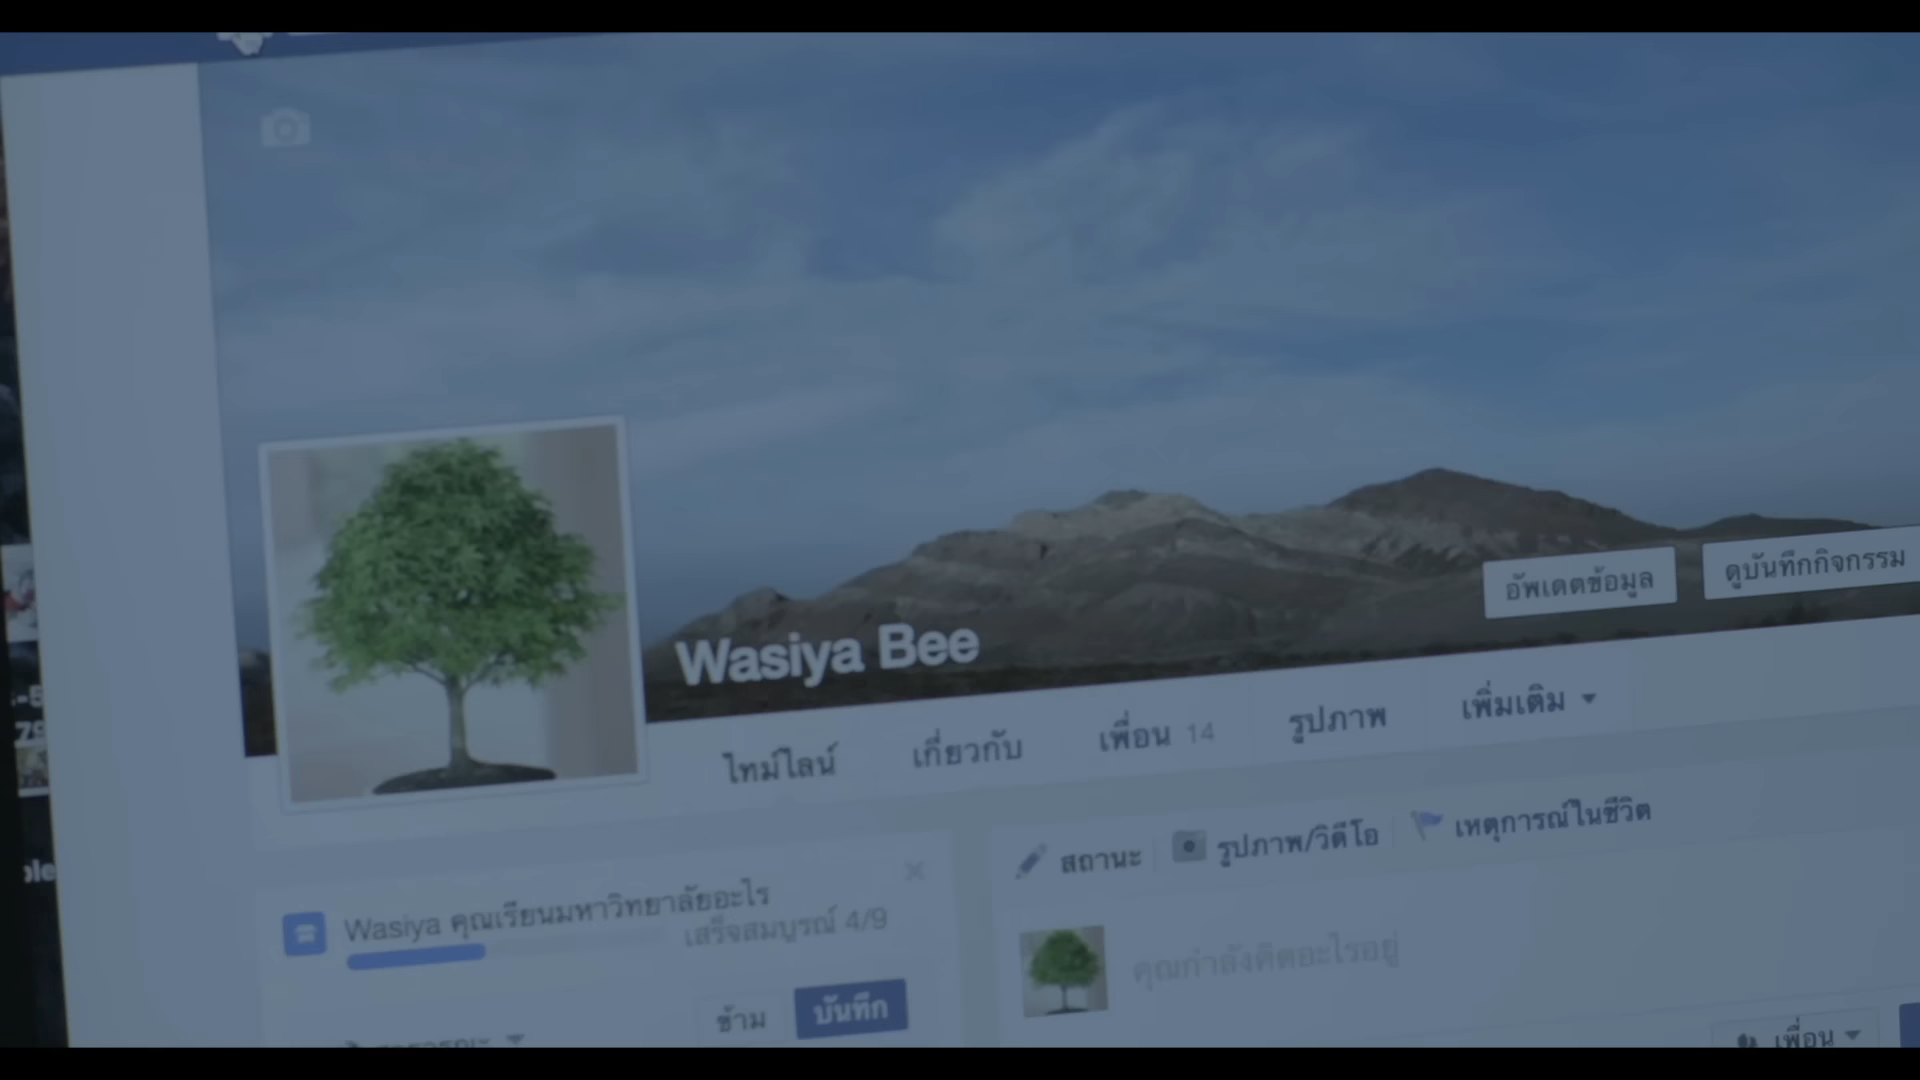 อัพเดตข้อมูล
ดูบันทึกกิจกรรม
Wasiya Bee
ไทม์ไลน์
เกี่ยวกับ
เพื่อน 14
รูปภาพ
เพิ่มเติม
สถานะ
รูปภาพ/วิดีโอ
เหตุการณ์ในชีวิต
Wasiya คุณเรียนมหาวิทยาลัยอะไร
เสร็จสมบูรณ์ 4/9
คุณกำลังคิดอะไรอยู่
ข้าม
บันทึก
เพื่อน